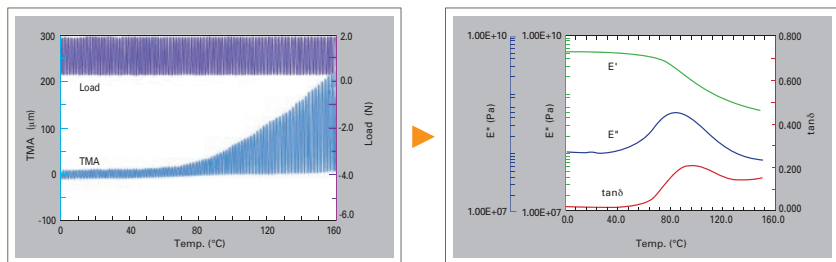 300
200
100
0
-100
TMA (μm)
Load
TMA
0
40
80
120
160
Temp. (°C)
2.0
0.0
-2.0
-4.0
-6.0
Load (N)
1.00E+10
E" (Pa)
1.00E+07
1.00E+10
E" (Pa)
1.00E+07
E'
E"
tanδ
0.0
40.0
80.0
120.0
160.0
Temp. (°C)
0.800
0.600
0.400
0.200
0.000
tanδ